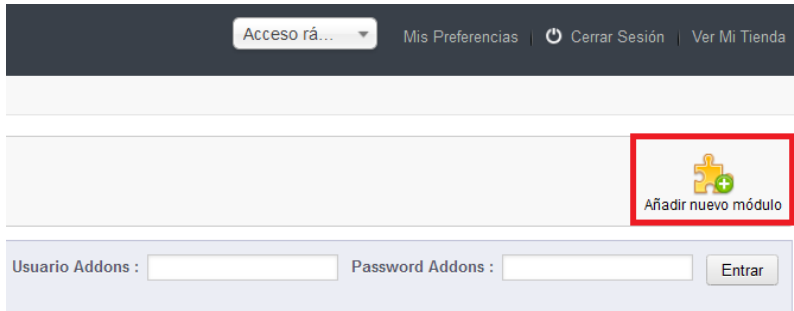 Acceso rá... Mis Preferencias Cerrar Sesión Ver Mi Tienda
Añadir nuevo módulo
Usuario Addons : Password Addons : Entrar